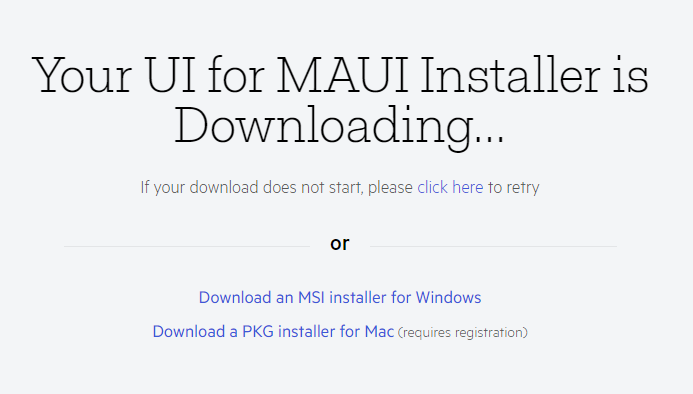 Your UI for MAUI Installer is
Downloading...
If your download does not start, please click here to retry
or
Download an MSI installer for Windows
Download a PKG installer for Mac (requires registration)